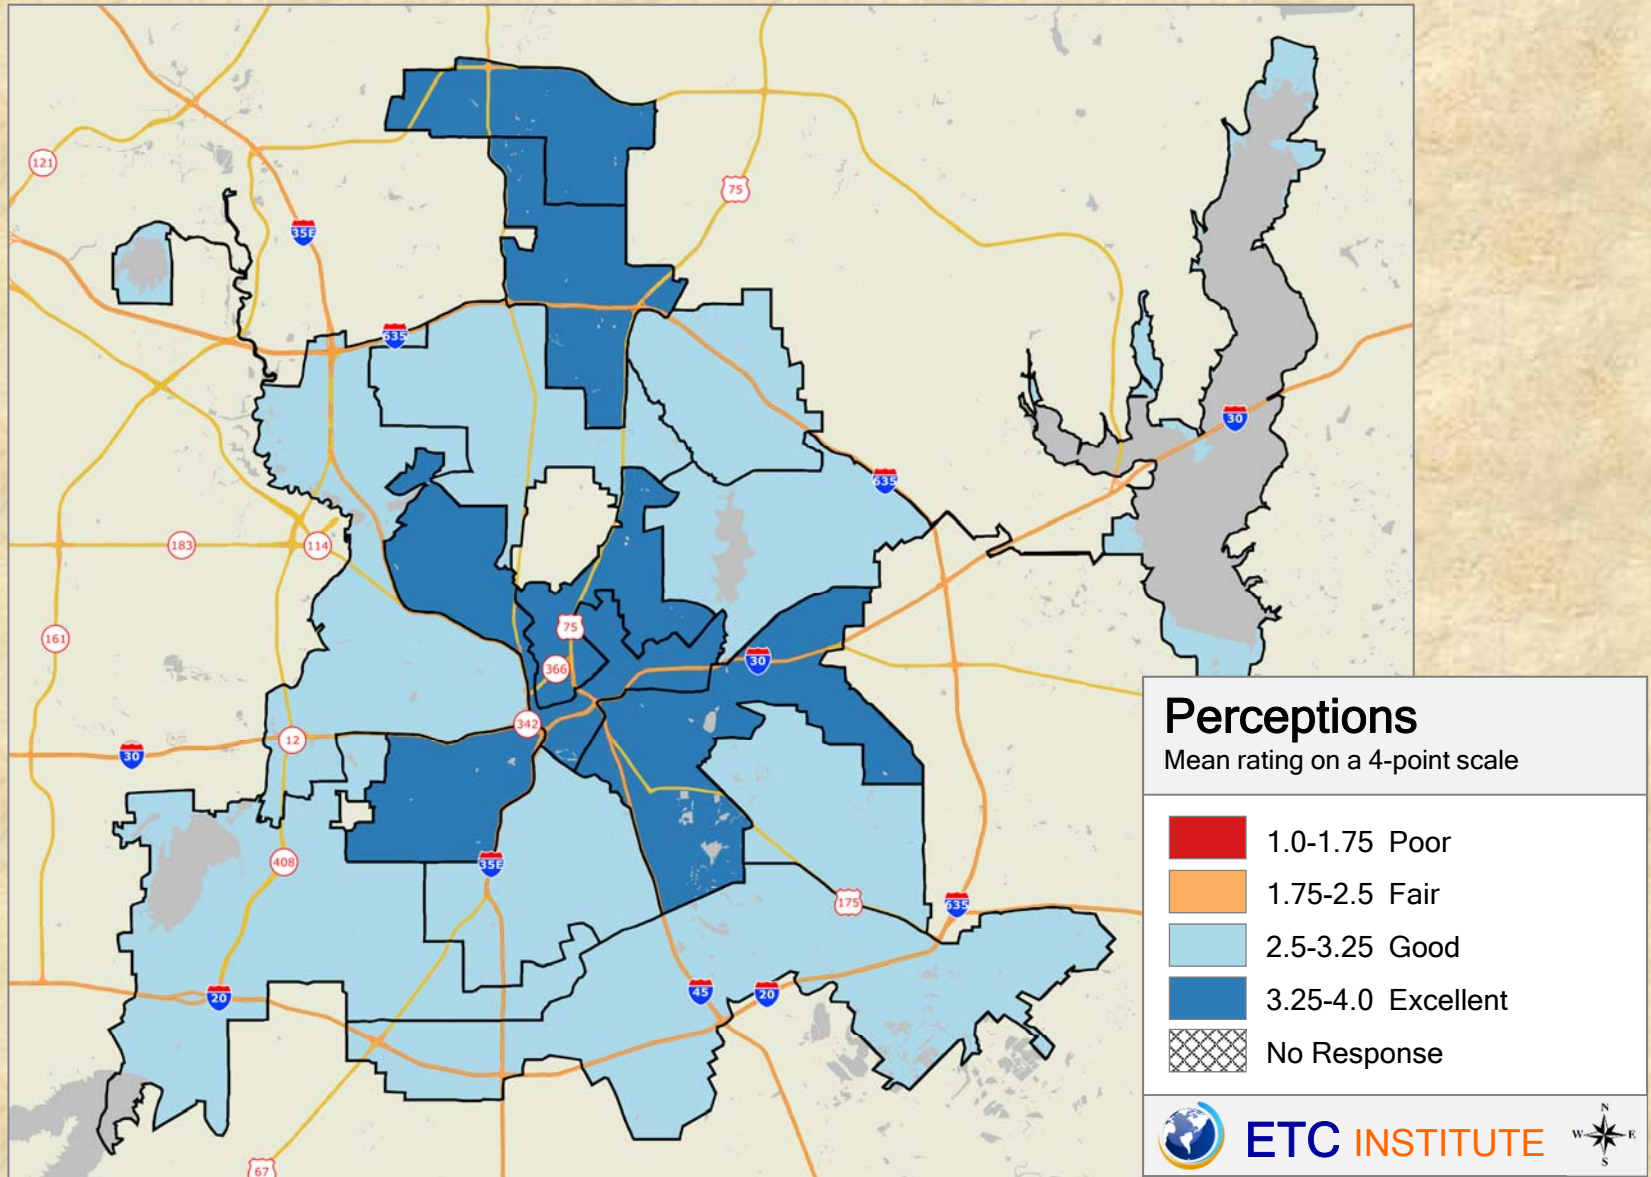 121
35E
75
635
30
635
183
114
161
75
366
30
342
12
30
408
35E
175
635
20
45
20
67
Perceptions
Mean rating on a 4-point scale
1.0-1.75 Poor
1.75-2.5 Fair
2.5-3.25 Good
3.25-4.0 Excellent
No Response
ETC INSTITUTE
N
W E
S